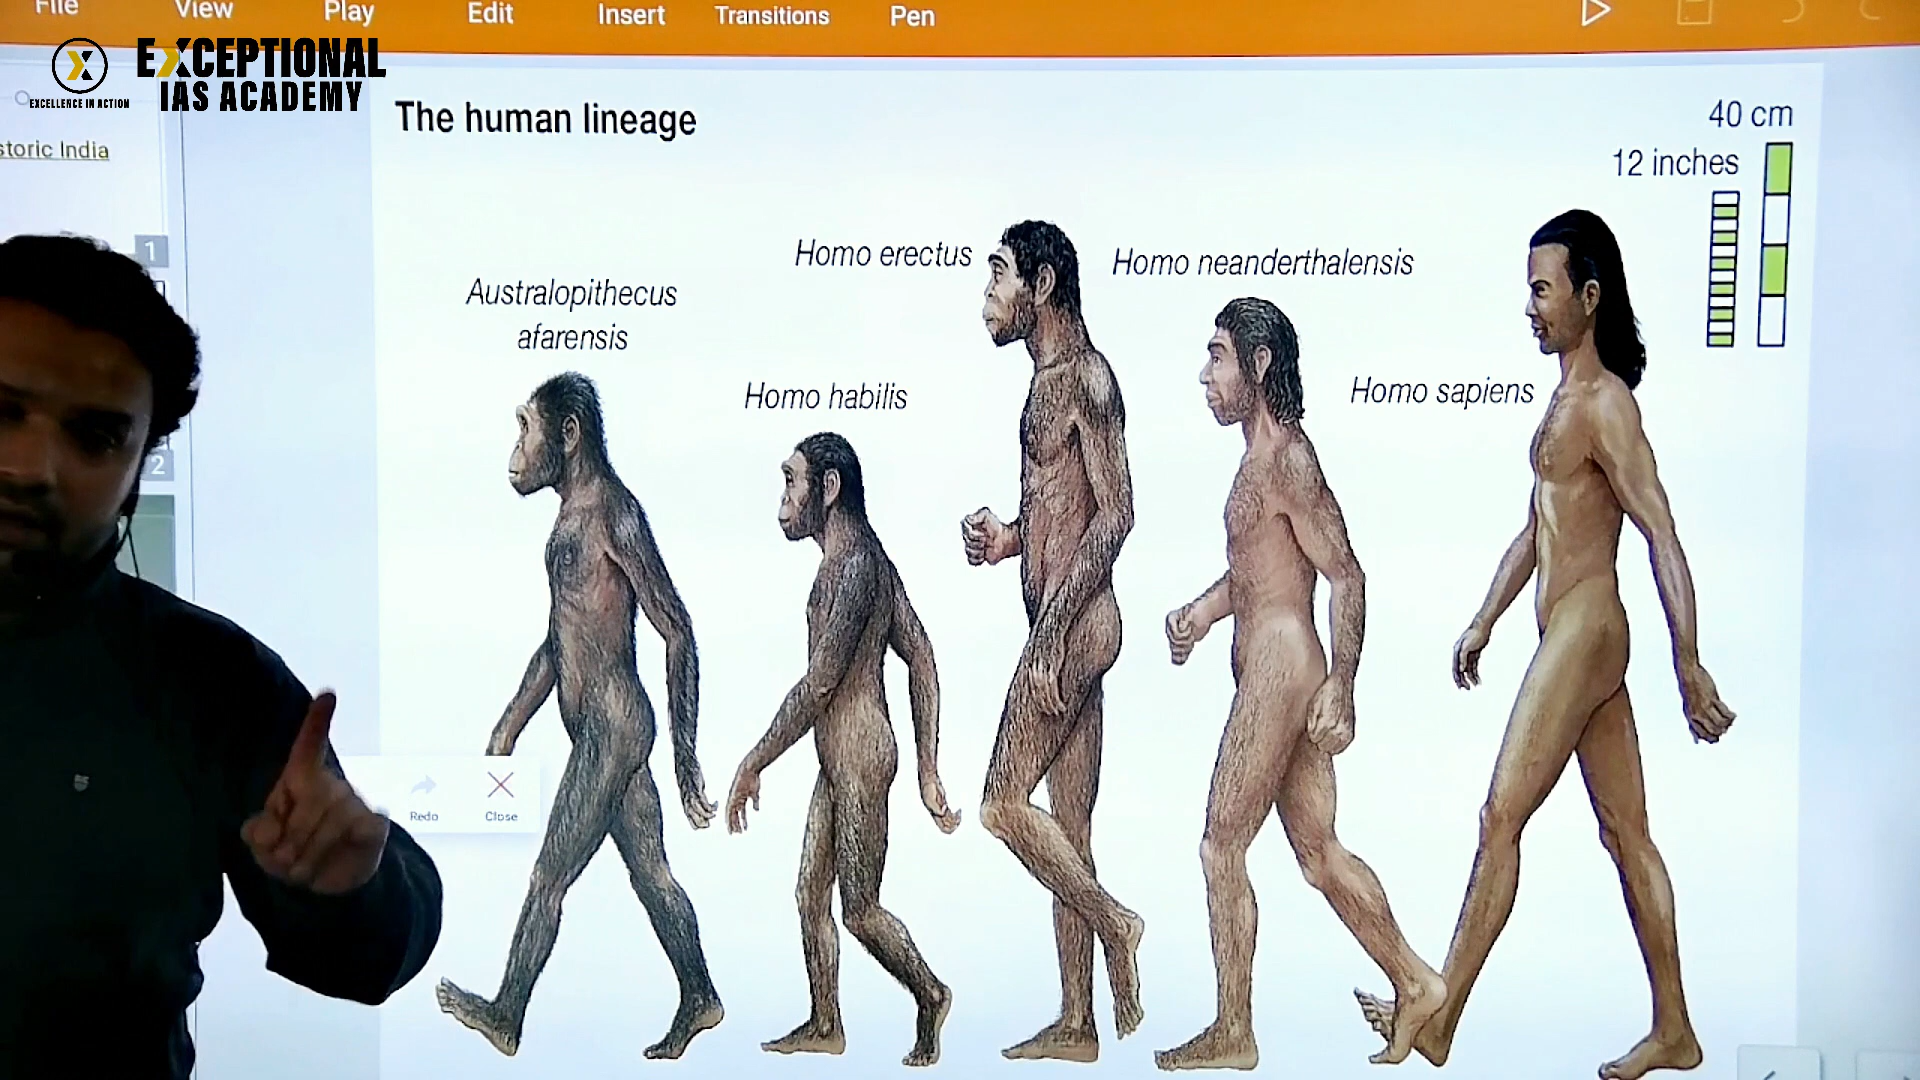 File View Play Edit Insert Transitions Pen
EXCEPTIONAL
IAS ACADEMY
EXCELLENCE IN ACTION
storic India
The human lineage
40 cm
12 inches
1
2
Australopithecus
afarensis
Homo habilis
Homo erectus
Homo neanderthalensis
Homo sapiens
Redo Close